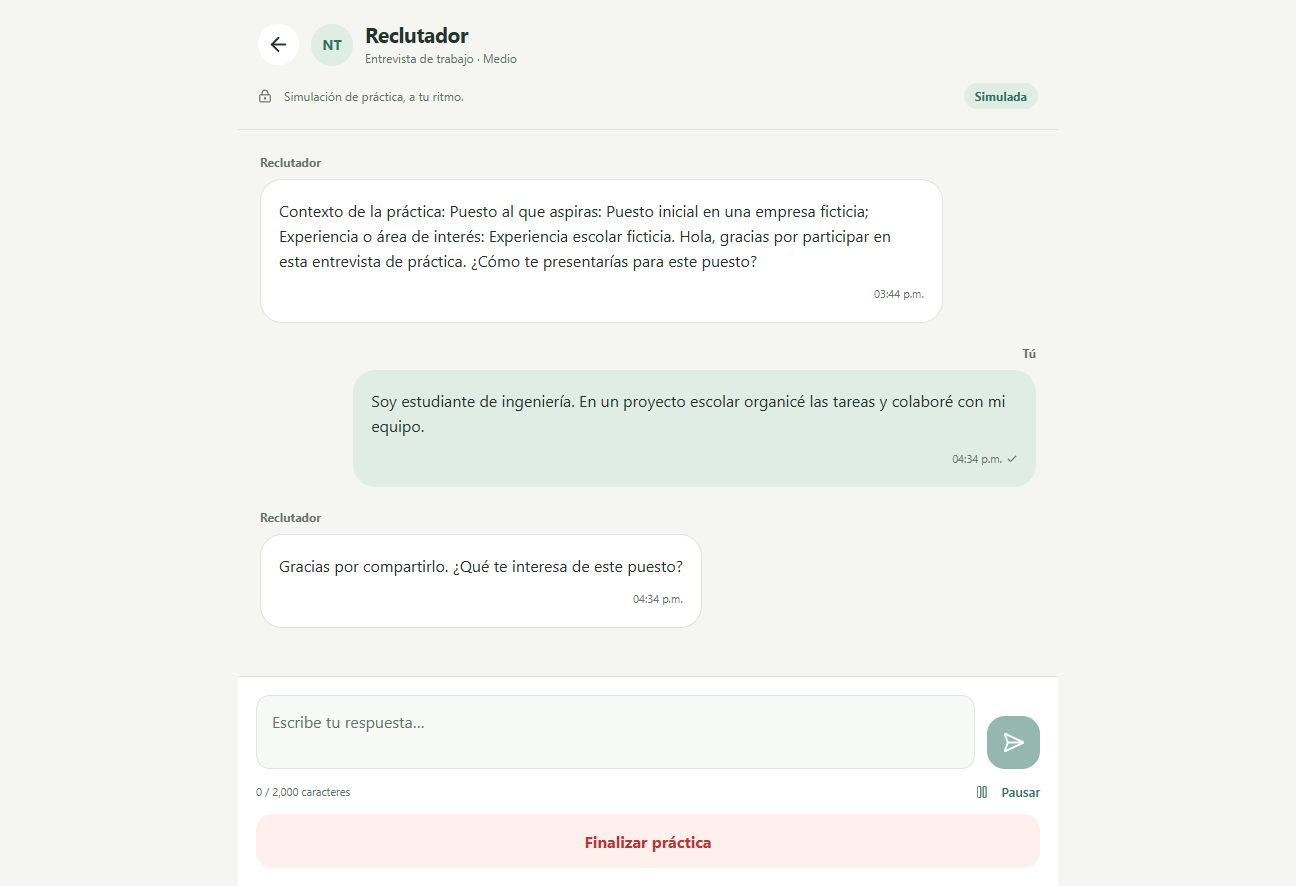 NT
Reclutador
Entrevista de trabajo · Medio
Simulación de práctica, a tu ritmo.
Simulada
Reclutador
Contexto de la práctica: Puesto al que aspiras: Puesto inicial en una empresa ficticia;
Experiencia o área de interés: Experiencia escolar ficticia. Hola, gracias por participar en
esta entrevista de práctica. ¿Cómo te presentarías para este puesto?
03:44 p.m.
Tú
Soy estudiante de ingeniería. En un proyecto escolar organicé las tareas y colaboré con mi
equipo.
04:34 p.m.
Reclutador
Gracias por compartirlo. ¿Qué te interesa de este puesto?
04:34 p.m.
Escribe tu respuesta...
0 / 2,000 caracteres
Pausar
Finalizar práctica